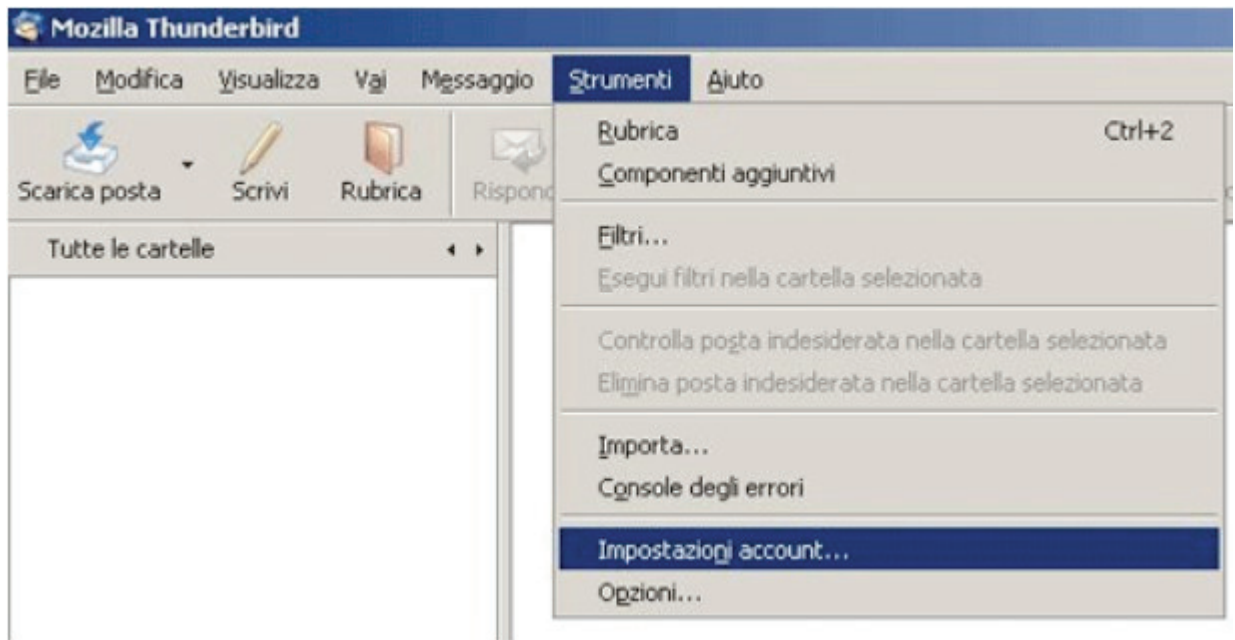 Mozilla Thunderbird
File Modifica Visualizza Vai Messaggio Strumenti Aiuto
Scarica posta Scrivi Rubrica
Tutte le cartelle
Rubrica Ctrl+2
Componenti aggiuntivi
Filtri...
Esegui filtri nella cartella selezionata
Controlla posta indesiderata nella cartella selezionata
Elimina posta indesiderata nella cartella selezionata
Importa...
Console degli errori
Impostazioni account...
Opzioni...